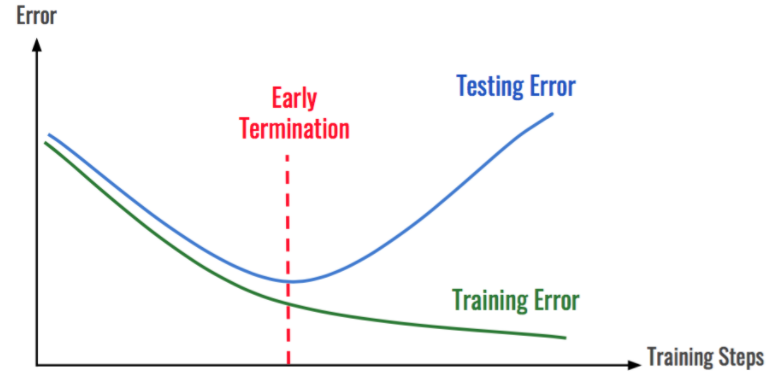 Error
Testing Error
Early
Termination
Training Error
Training Steps